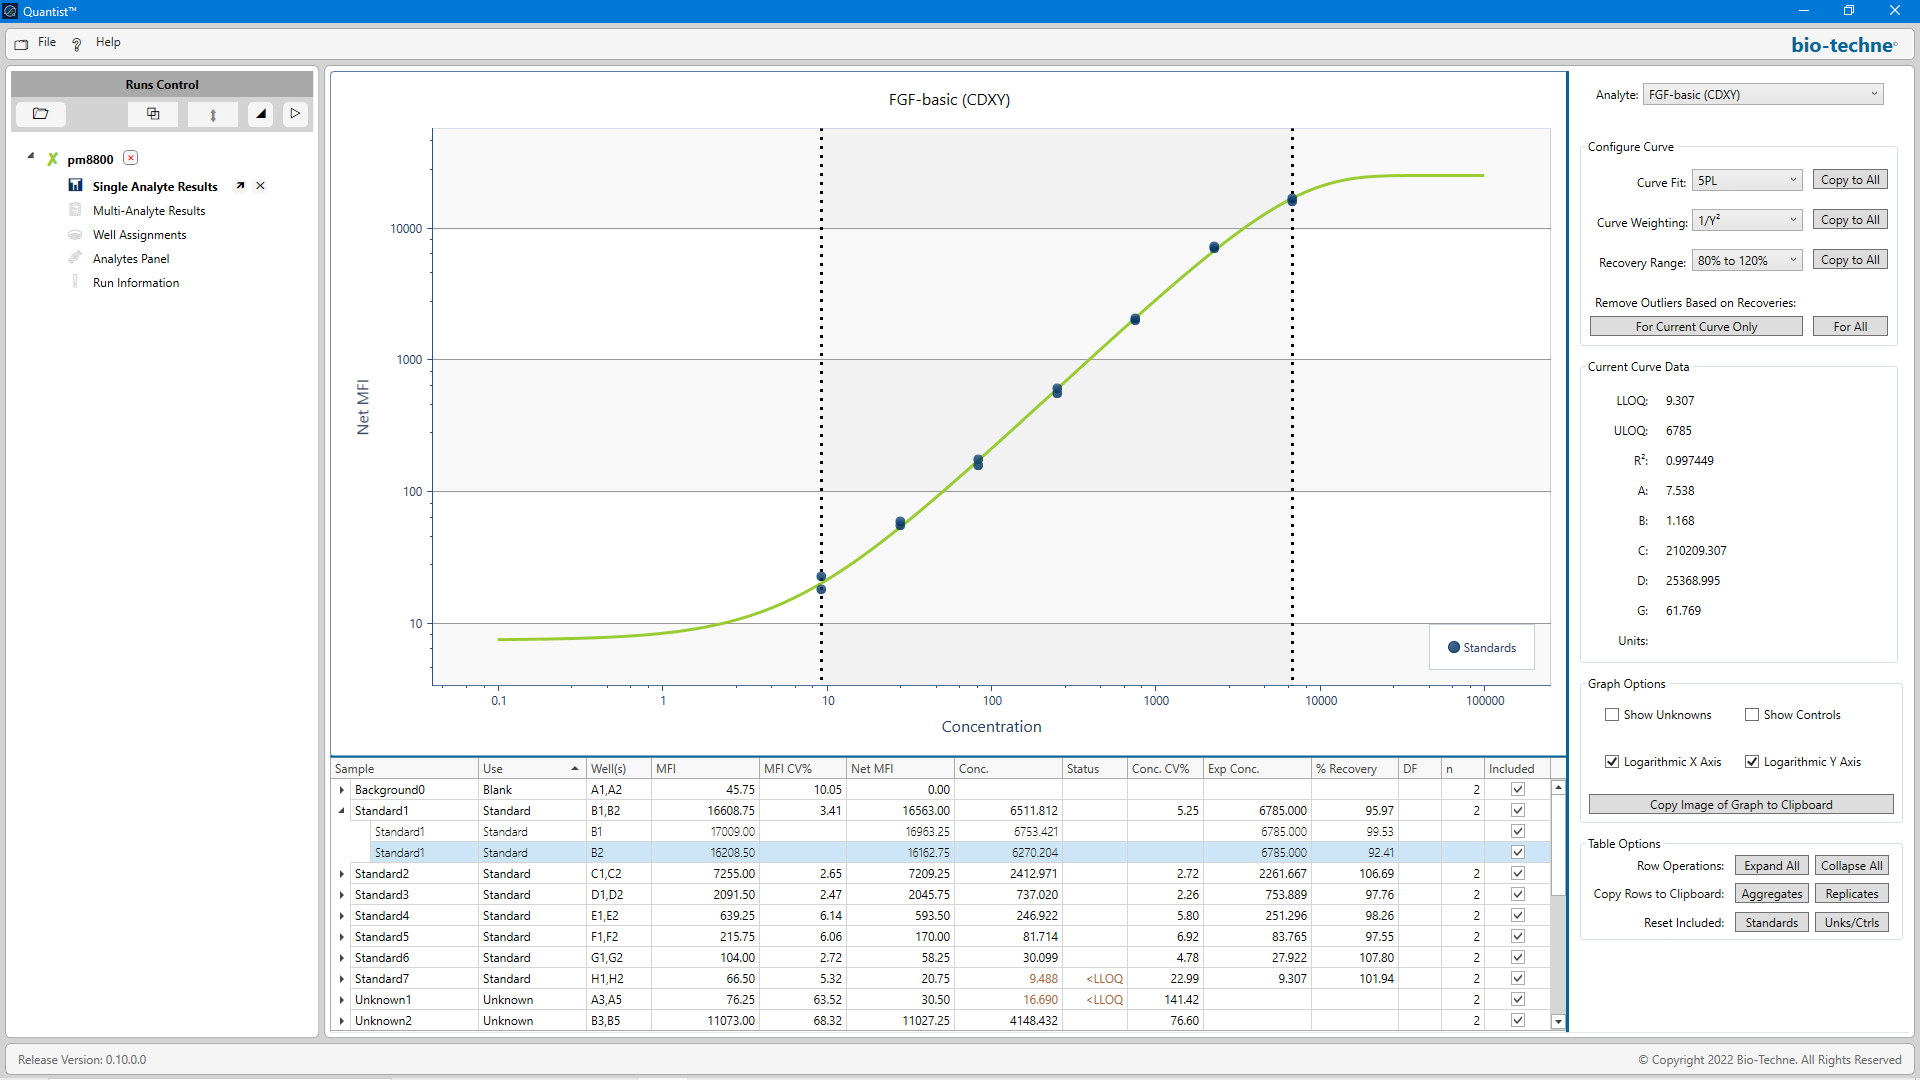 Quantist™
File Help
bio-techne
Runs Control
pm8800
Single Analyte Results
Multi-Analyte Results
Well Assignments
Analytes Panel
Run Information
FGF-basic (CDXY)
Net MFI
10000
1000
100
10
0.1 1 10 100 1000 10000 100000
Concentration
Standards
Sample Use Well(s) MFI MFI CV% Net MFI Conc. Status Conc. CV% Exp Conc. % Recovery DF n Included
Background0 Blank A1,A2 45.75 10.05 0.00 2
Standard1 Standard B1,B2 16608.75 3.41 16563.00 6511.812 5.25 6785.000 95.97 2
Standard1 Standard B1 17009.00 16963.25 6753.421 6785.000 99.53
Standard1 Standard B2 16208.50 16162.75 6270.204 6785.000 92.41
Standard2 Standard C1,C2 7255.00 2.65 7209.25 2412.971 2.72 2261.667 106.69 2
Standard3 Standard D1,D2 2091.50 2.47 2045.75 737.020 2.26 753.889 97.76 2
Standard4 Standard E1,E2 639.25 6.14 593.50 246.922 5.80 251.296 98.26 2
Standard5 Standard F1,F2 215.75 6.06 170.00 81.714 6.92 83.765 97.55 2
Standard6 Standard G1,G2 104.00 2.72 58.25 30.099 4.78 27.922 107.80 2
Standard7 Standard H1,H2 66.50 5.32 20.75 9.488 <LLOQ 22.99 9.307 101.94 2
Unknown1 Unknown A3,A5 76.25 63.52 30.50 16.690 <LLOQ 141.42 2
Unknown2 Unknown B3,B5 11073.00 68.32 11027.25 4148.432 76.60 2
Analyte: FGF-basic (CDXY)
Configure Curve
Curve Fit: 5PL Copy to All
Curve Weighting: 1/Y² Copy to All
Recovery Range: 80% to 120% Copy to All
Remove Outliers Based on Recoveries:
For Current Curve Only For All
Current Curve Data
LLOQ: 9.307
ULOQ: 6785
R²: 0.997449
A: 7.538
B: 1.168
C: 210209.307
D: 25368.995
G: 61.769
Units:
Graph Options
Show Unknowns Show Controls
Logarithmic X Axis Logarithmic Y Axis
Copy Image of Graph to Clipboard
Table Options
Row Operations: Expand All Collapse All
Copy Rows to Clipboard: Aggregates Replicates
Reset Included: Standards Unks/Ctrls
Release Version: 0.10.0.0
© Copyright 2022 Bio-Techne. All Rights Reserved